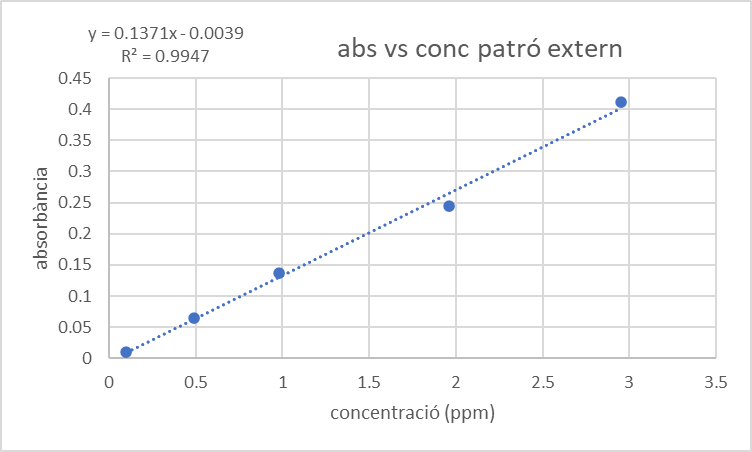 y = 0.1371x - 0.0039
R² = 0.9947
abs vs conc patró extern
0.45
0.4
0.35
0.3
0.25
0.2
0.15
0.1
0.05
0
absorbància
0 0.5 1 1.5 2 2.5 3 3.5
concentració (ppm)